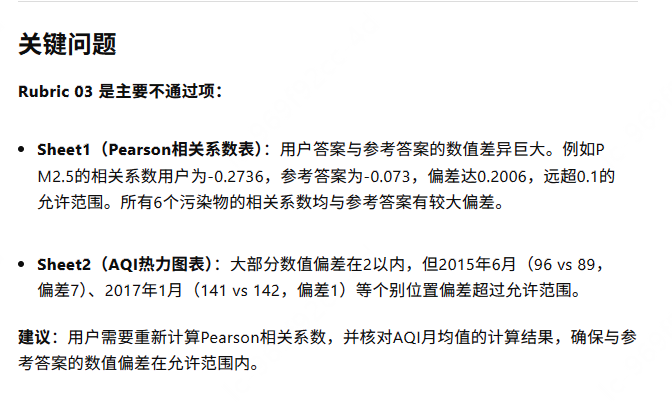 关键问题
Rubric 03 是主要不通过项：
Sheet1（Pearson相关系数表）：用户答案与参考答案的数值差异巨大。例如P
M2.5的相关系数用户为-0.2736，参考答案为-0.073，偏差达0.2006，远超0.1的
允许范围。所有6个污染物的相关系数均与参考答案有较大偏差。
Sheet2（AQI热力图表）：大部分数值偏差在2以内，但2015年6月（96 vs 89，
偏差7）、2017年1月（141 vs 142，偏差1）等个别位置偏差超过允许范围。
建议：用户需要重新计算Pearson相关系数，并核对AQI月均值的计算结果，确保与参
考答案的数值偏差在允许范围内。